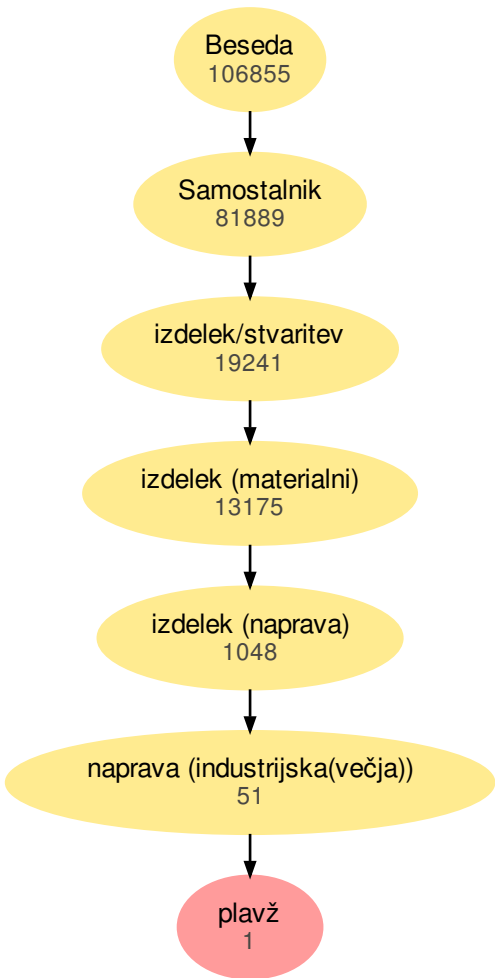 Beseda
106855
Samostalnik
81889
izdelek/stvaritev
19241
izdelek (materialni)
13175
izdelek (naprava)
1048
naprava (industrijska(večja))
51
plavž
1